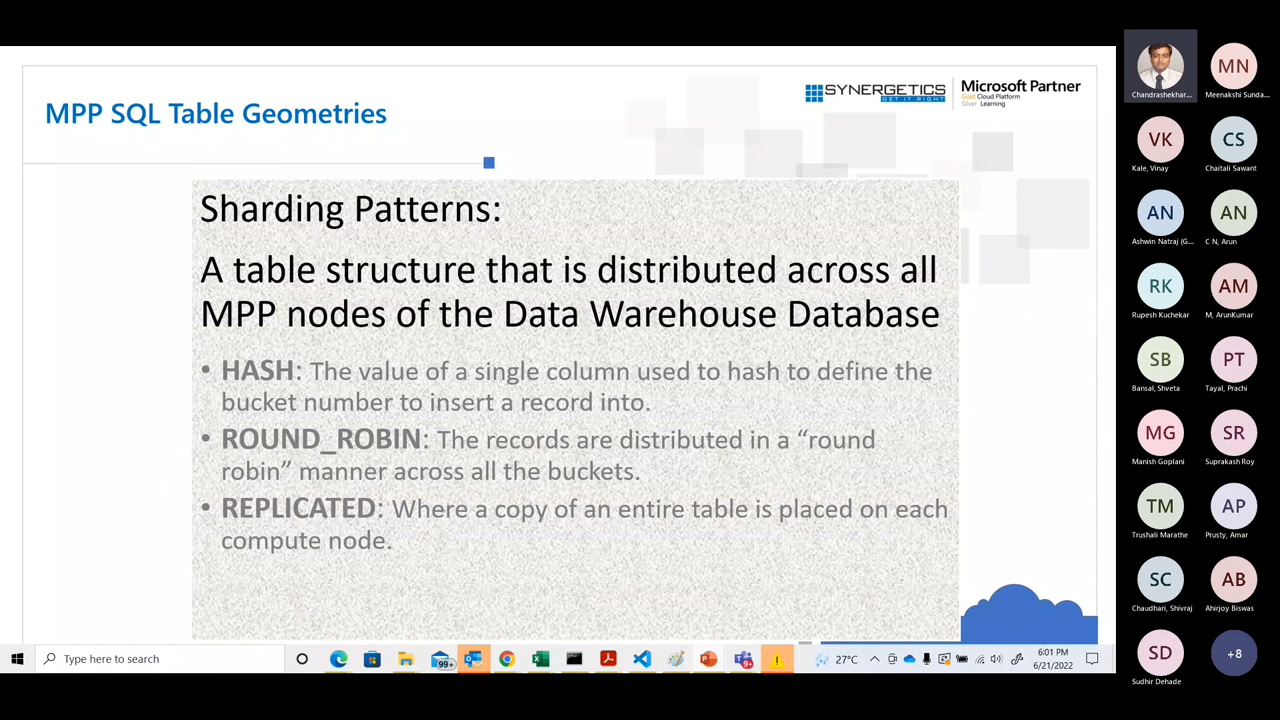 MPP SQL Table Geometries
SYNERGETICS
GET IT RIGHT
Microsoft Partner
Gold Cloud Platform
Silver Learning
Sharding Patterns:
A table structure that is distributed across all
MPP nodes of the Data Warehouse Database
• HASH: The value of a single column used to hash to define the
bucket number to insert a record into.
• ROUND_ROBIN: The records are distributed in a “round
robin” manner across all the buckets.
• REPLICATED: Where a copy of an entire table is placed on each
compute node.
Type here to search
99+
9+
27°C
6:01 PM
6/21/2022
Chandrashekhar...
MN
Meenakshi Sunda...
VK
Kale, Vinay
CS
Chaitali Sawant
AN
Ashwin Natraj (G...
AN
C N, Arun
RK
Rupesh Kuchekar
AM
M, ArunKumar
SB
Bansal, Shveta
PT
Tayal, Prachi
MG
Manish Goplani
SR
Suprakash Roy
TM
Trushali Marathe
AP
Prusty, Amar
SC
Chaudhari, Shivraj
AB
Ahirjoy Biswas
SD
Sudhir Dehade
+8